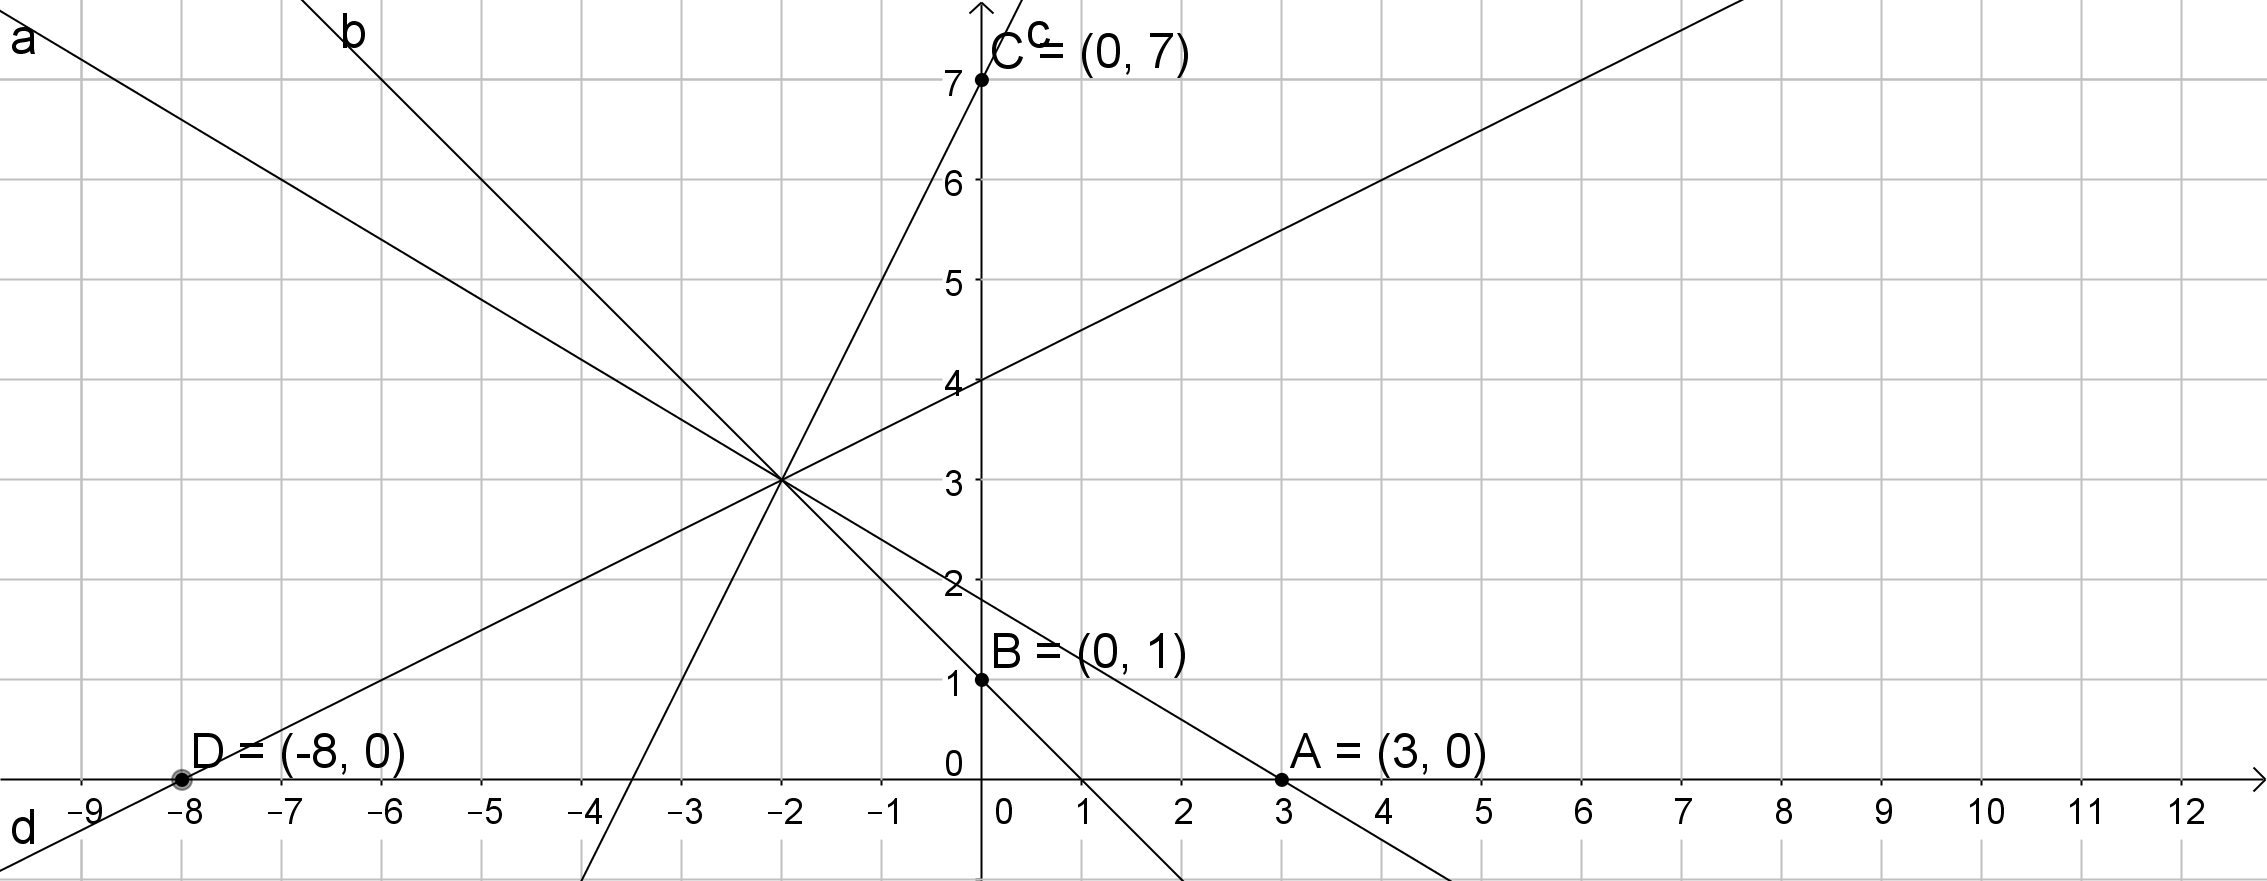 a
b
c
C = (0, 7)
7
6
5
4
3
2
B = (0, 1)
1
D = (-8, 0)
A = (3, 0)
0
−9 −8 −7 −6 −5 −4 −3 −2 −1 0 1 2 3 4 5 6 7 8 9 10 11 12
d